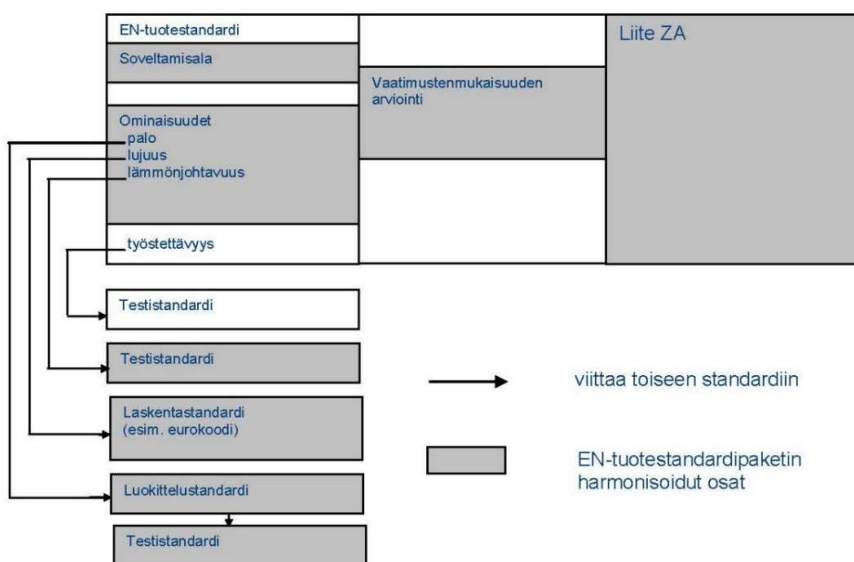 EN-tuotestandardi
Soveltamisala
Ominaisuudet
palo
lujuus
lämmönjohtavuus
työstettävyys
Vaatimustenmukaisuuden
arviointi
Liite ZA
Testistandardi
Testistandardi
Laskentastandardi
(esim. eurokoodi)
Luokittelustandardi
Testistandardi
viittaa toiseen standardiin
EN-tuotestandardipaketin
harmonisoidut osat